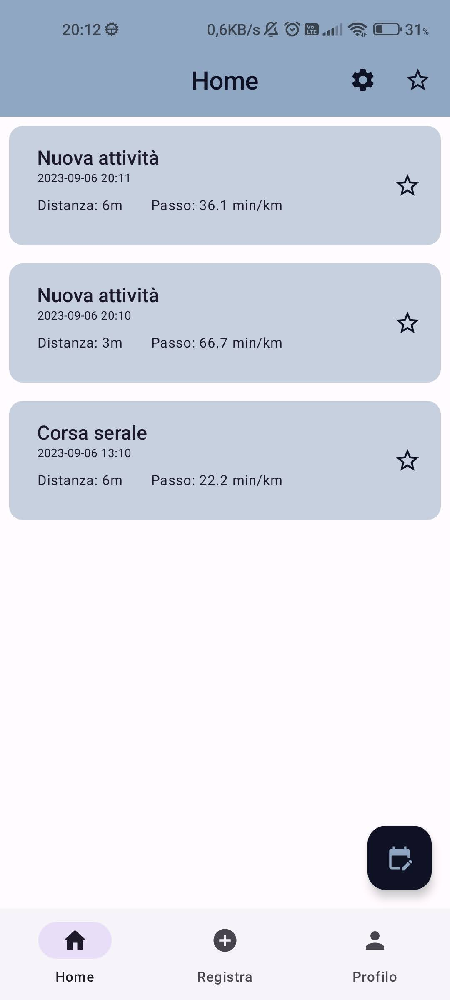 20:12 0,6KB/s Vo LTE 31%
Home
Nuova attività
2023-09-06 20:11
Distanza: 6m Passo: 36.1 min/km
Nuova attività
2023-09-06 20:10
Distanza: 3m Passo: 66.7 min/km
Corsa serale
2023-09-06 13:10
Distanza: 6m Passo: 22.2 min/km
Home Registra Profilo